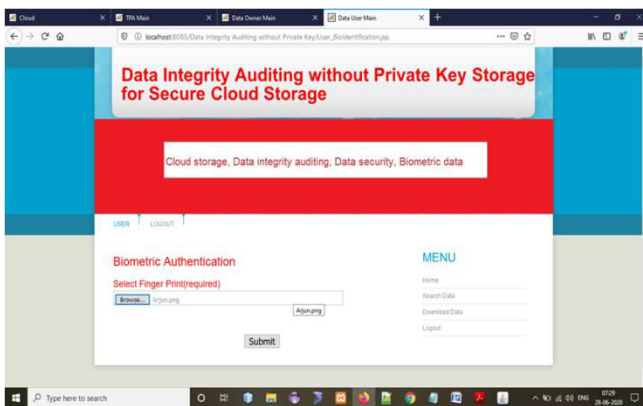 Cloud
TPA Main
Data Owner Main
Data User Main
localhost:8085/Data Integrity Auditing without Private Key/User_BioIdentification.jsp
Data Integrity Auditing without Private Key Storage
for Secure Cloud Storage
Cloud storage, Data integrity auditing, Data security, Biometric data
USER
LOGOUT
Biometric Authentication
Select Finger Print(required)
Browse... Arjun.png
Arjun.png
Submit
MENU
Home
Search Data
Download Data
Logout
Type here to search
ENG
07:29
28-06-2020